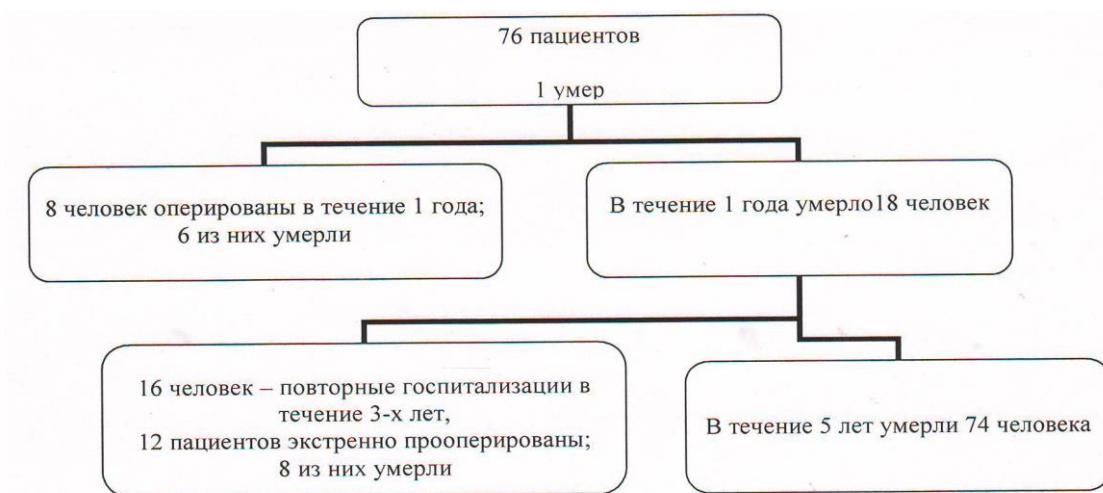 76 пациентов
1 умер
8 человек оперированы в течение 1 года;
6 из них умерли
В течение 1 года умерло18 человек
16 человек – повторные госпитализации в
течение 3-х лет,
12 пациентов экстренно прооперированы;
8 из них умерли
В течение 5 лет умерли 74 человека